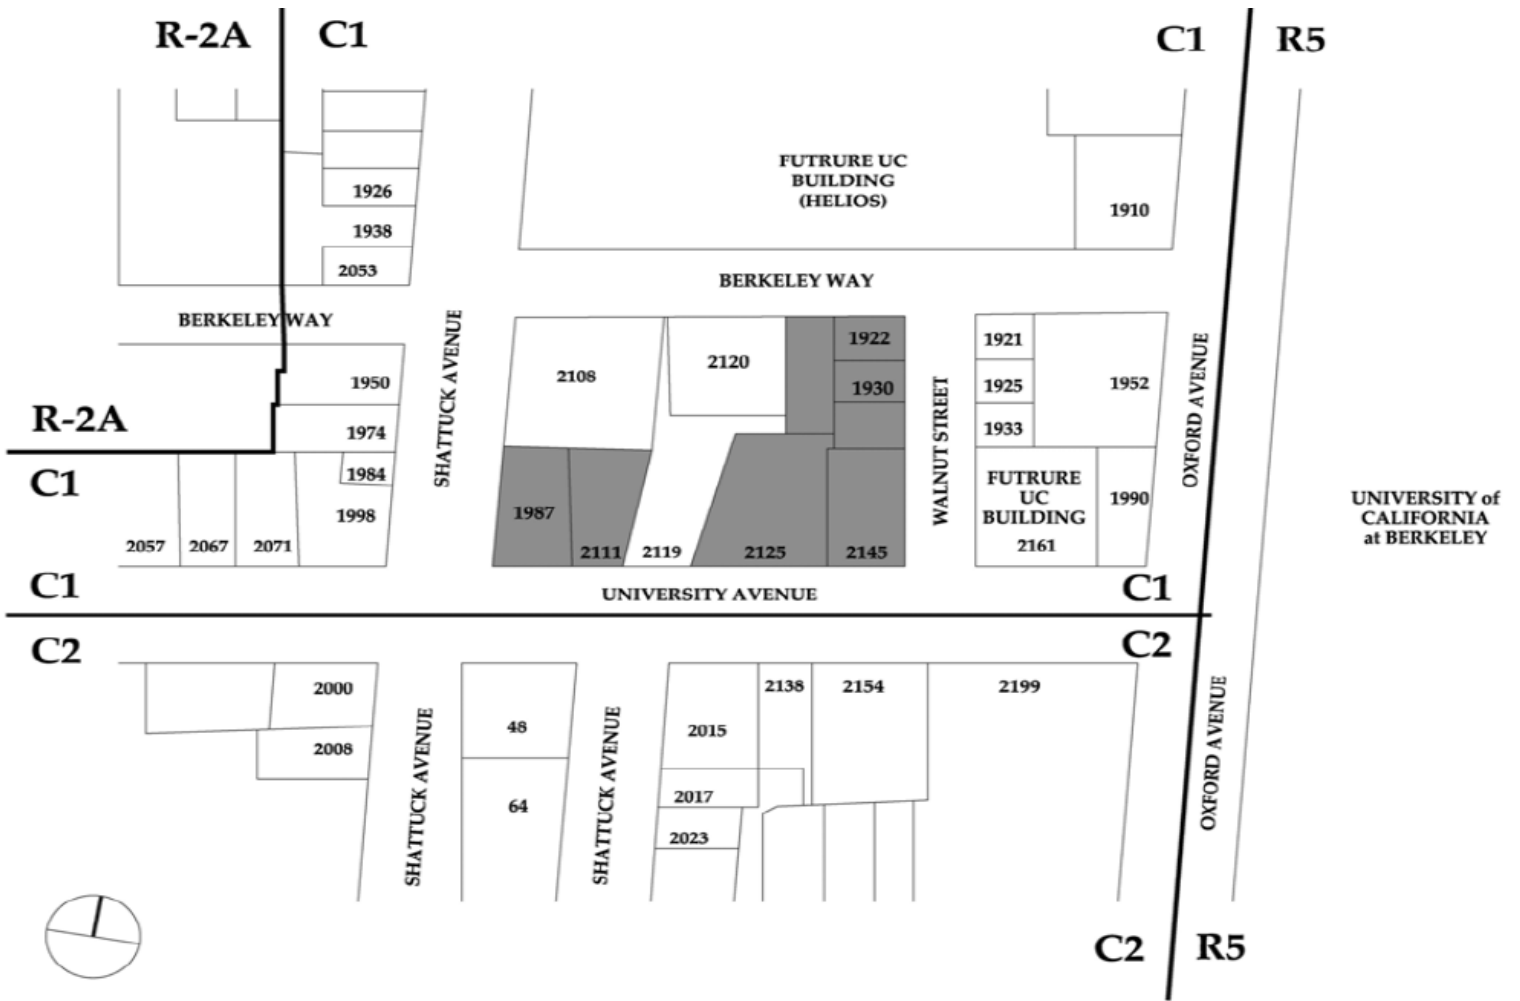 R-2A
C1
C1
R5
FUTRURE UC
BUILDING
(HELIOS)
1926
1910
1938
2053
BERKELEY WAY
BERKELEY WAY
SHATTUCK AVENUE
1922
1921
2108
2120
1930
1925
1952
1950
WALNUT STREET
OXFORD AVENUE
R-2A
1974
1933
C1
1984
FUTRURE
UC
BUILDING
2161
1990
UNIVERSITY of
CALIFORNIA
at BERKELEY
1998
1987
2057
2067
2071
2111
2119
2125
2145
C1
UNIVERSITY AVENUE
C1
C2
C2
2000
2138
2154
2199
48
2015
2008
SHATTUCK AVENUE
SHATTUCK AVENUE
OXFORD AVENUE
64
2017
2023
C2
R5